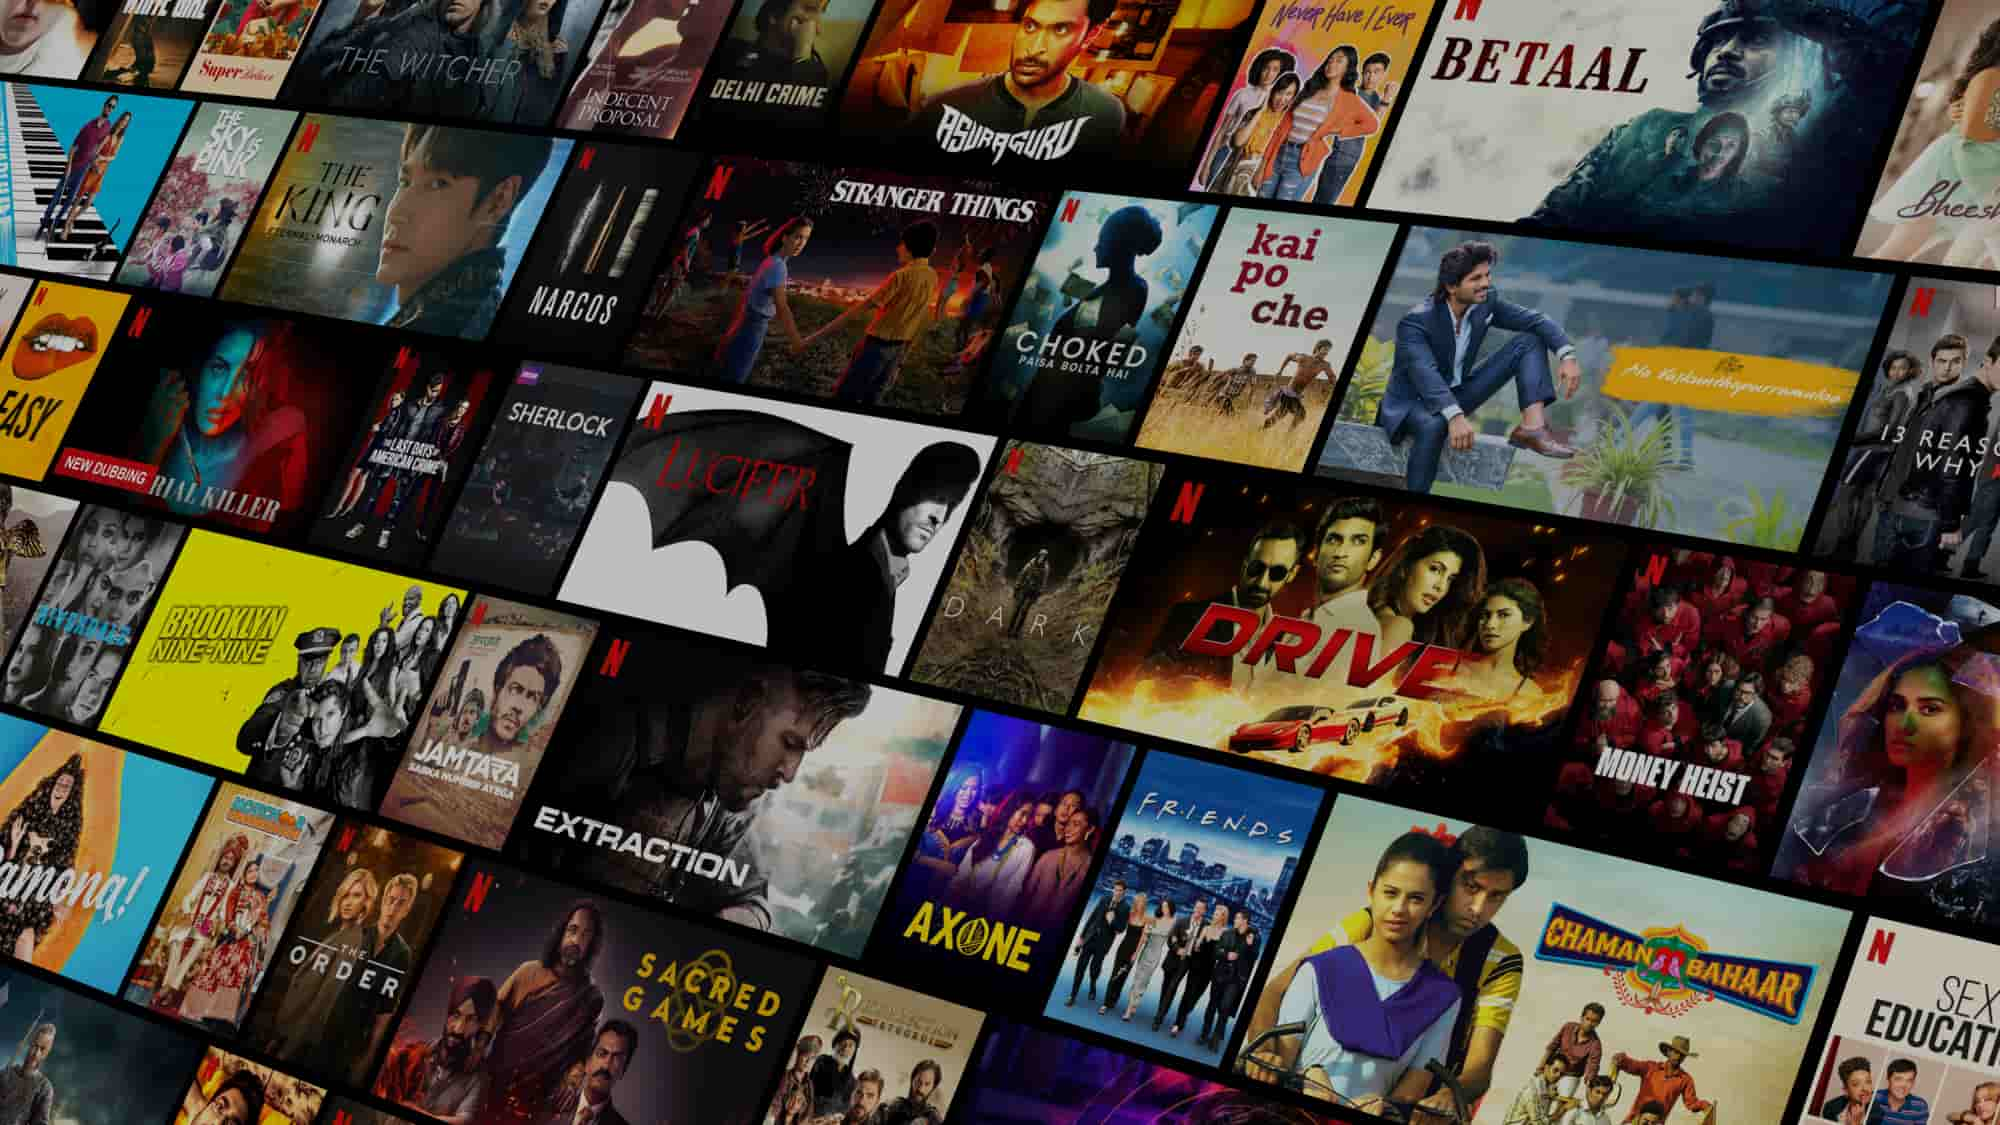 WHITE GIRL
Super Deluxe
THE WITCHER
INDECENT
PROPOSAL
DELHI CRIME
ASURAGURU
Never Have I Ever
N
BETAAL
Bheesh
THE
SKY IS
PINK
N
THE
KING
ETERNAL MONARCH
N
NARCOS
N
STRANGER THINGS
N
CHOKED
PAISA BOLTA HAI
kai
po
che
Ala Vaikunthapurramuloo
N
13 REASO
WHY
N
EASY
N
NEW DUBBING
RIAL KILLER
N
THE LAST DAYS OF
AMERICAN CRIME
SHERLOCK
N
LUCIFER
N
DARK
N
DRIVE
N
MONEY HEIST
RIVERDALE
BROOKLYN
NINE-NINE
N
JAMTARA
SABKA NUMBER AYEGA
N
EXTRACTION
AXONE
F·R·I·E·N·D·S
CHAMAN BAHAAR
N
SEX
EDUCATI
amona!
N
THE
ORDER
N
SACRED
GAMES